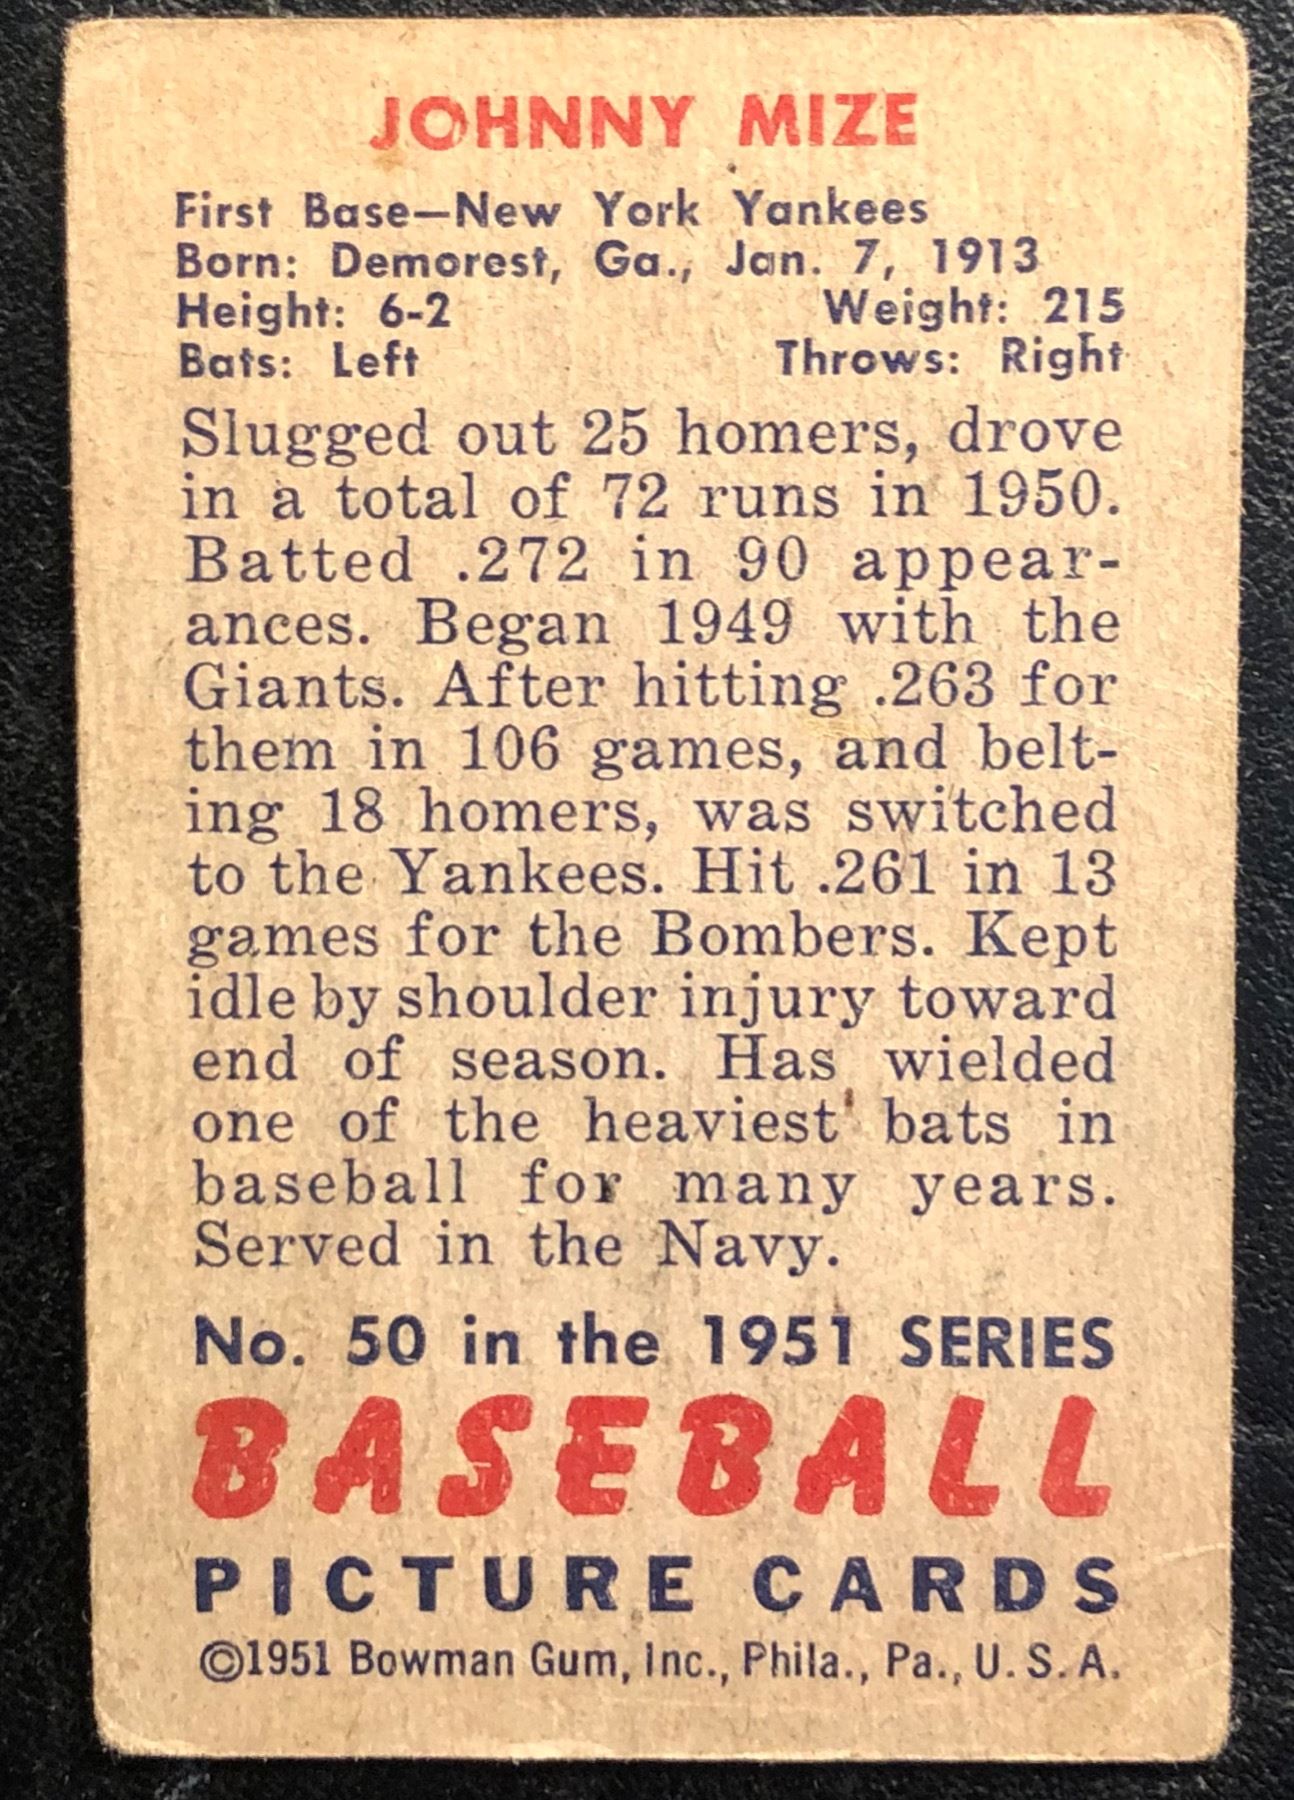 JOHNNY MIZE
First Base—New York Yankees
Born: Demorest, Ga., Jan. 7, 1913
Height: 6-2 Weight: 215
Bats: Left Throws: Right
Slugged out 25 homers, drove
in a total of 72 runs in 1950.
Batted .272 in 90 appear-
ances. Began 1949 with the
Giants. After hitting .263 for
them in 106 games, and belt-
ing 18 homers, was switched
to the Yankees. Hit .261 in 13
games for the Bombers. Kept
idle by shoulder injury toward
end of season. Has wielded
one of the heaviest bats in
baseball for many years.
Served in the Navy.
No. 50 in the 1951 SERIES
BASEBALL
PICTURE CARDS
©1951 Bowman Gum, Inc., Phila., Pa., U.S.A.